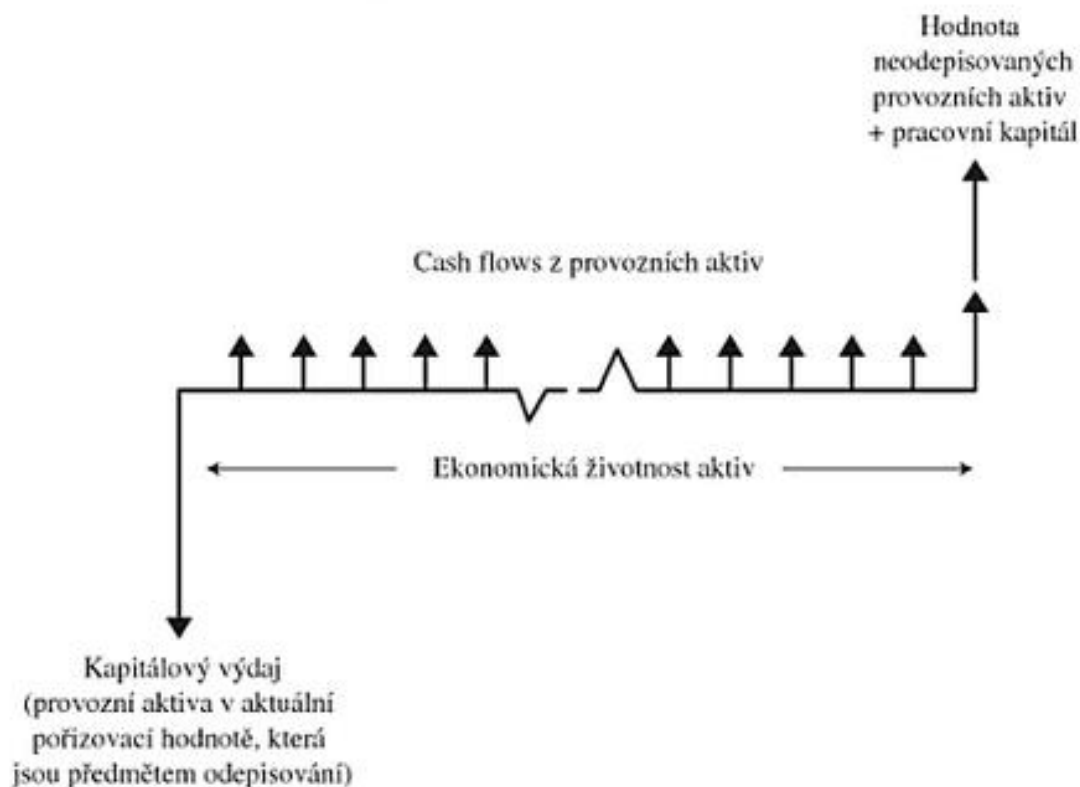 Hodnota
neodepisovaných
provozních aktiv
+ pracovní kapitál
Cash flows z provozních aktiv
Ekonomická životnost aktiv
Kapitálový výdaj
(provozní aktiva v aktuální
pořizovací hodnotě, která
jsou předmětem odepisování)